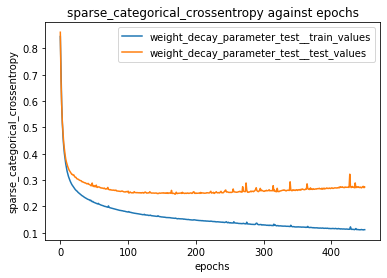 sparse_categorical_crossentropy against epochs
weight_decay_parameter_test__train_values
weight_decay_parameter_test__test_values
sparse_categorical_crossentropy
0.8
0.7
0.6
0.5
0.4
0.3
0.2
0.1
0 100 200 300 400
epochs